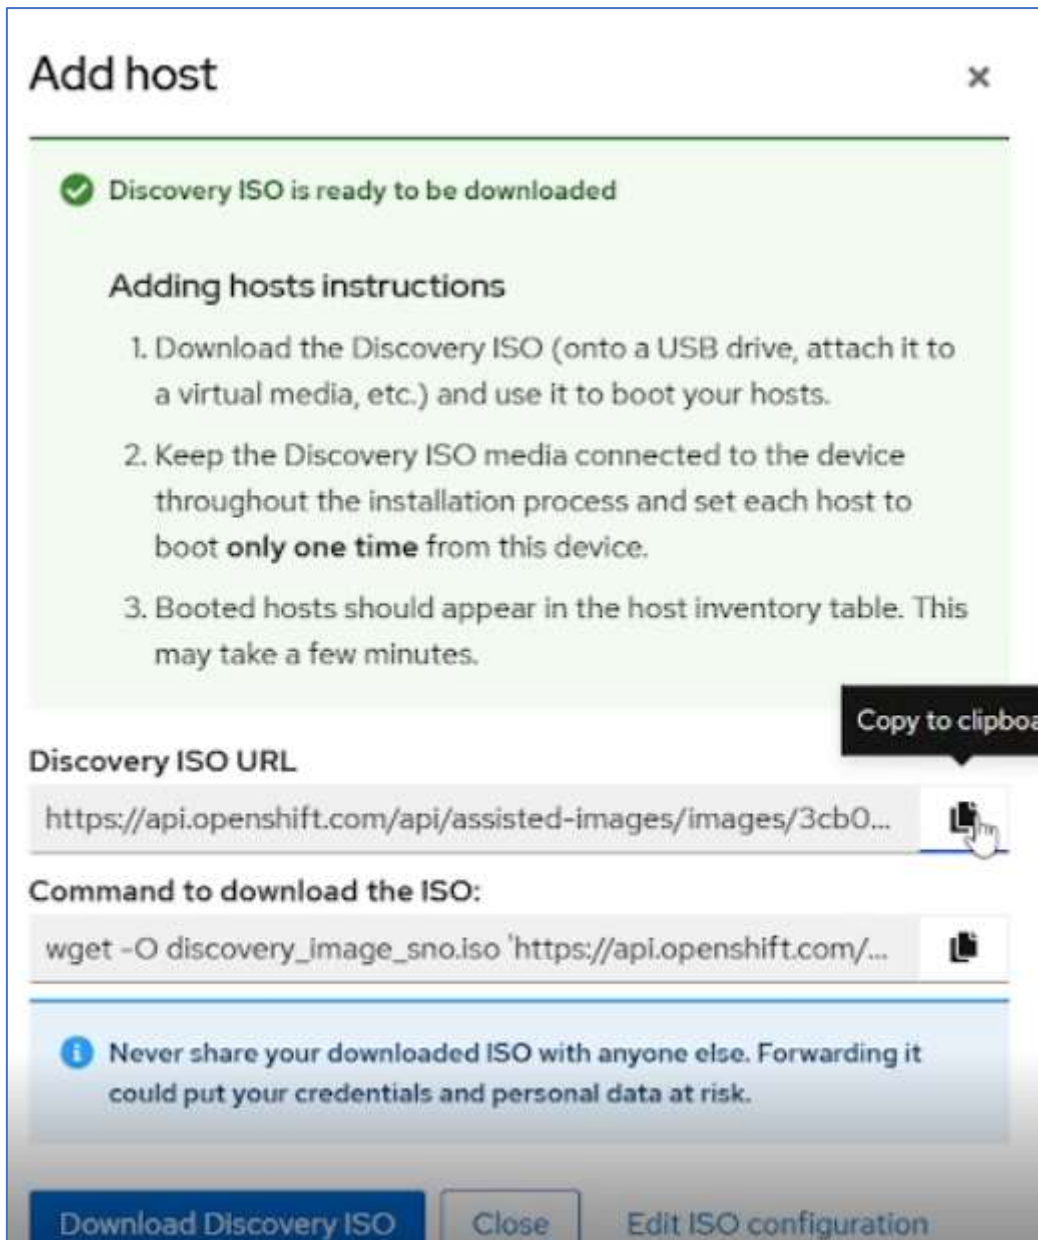 Add host
Discovery ISO is ready to be downloaded
Adding hosts instructions
1. Download the Discovery ISO (onto a USB drive, attach it to
a virtual media, etc.) and use it to boot your hosts.
2. Keep the Discovery ISO media connected to the device
throughout the installation process and set each host to
boot only one time from this device.
3. Booted hosts should appear in the host inventory table. This
may take a few minutes.
Copy to clipboa
Discovery ISO URL
https://api.openshift.com/api/assisted-images/images/3cb0...
Command to download the ISO:
wget -O discovery_image_sno.iso 'https://api.openshift.com/...
Never share your downloaded ISO with anyone else. Forwarding it
could put your credentials and personal data at risk.
Download Discovery ISO Close Edit ISO configuration